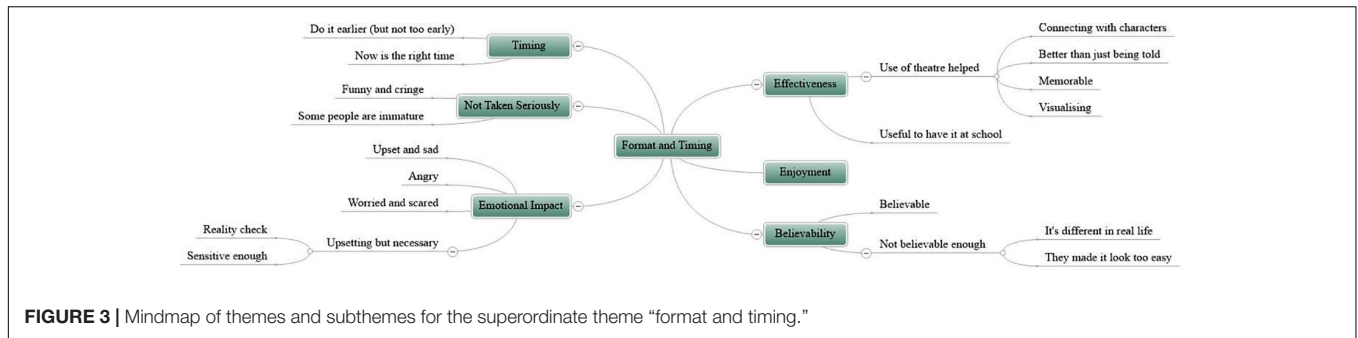 Do it earlier (but not too early)
Now is the right time
Timing
Funny and cringe
Some people are immature
Not Taken Seriously
Upset and sad
Angry
Worried and scared
Upsetting but necessary
Reality check
Sensitive enough
Emotional Impact
Format and Timing
Effectiveness
Use of theatre helped
Connecting with characters
Better than just being told
Memorable
Visualising
Useful to have it at school
Enjoyment
Believability
Believable
Not believable enough
It's different in real life
They made it look too easy
FIGURE 3 | Mindmap of themes and subthemes for the superordinate theme “format and timing.”